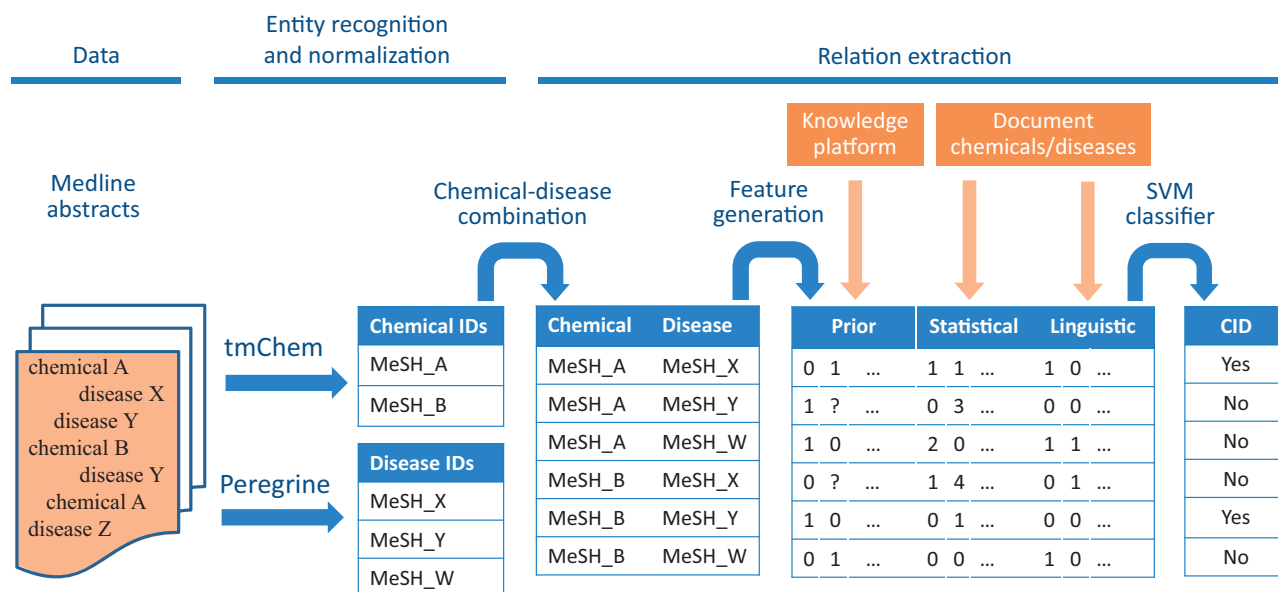 Data
Entity recognition
and normalization
Relation extraction
Knowledge
platform
Document
chemicals/diseases
Medline
abstracts
Chemical-disease
combination
Feature
generation
SVM
classifier
chemical A
disease X
disease Y
chemical B
disease Y
chemical A
disease Z
tmChem
Peregrine
Chemical IDs
MeSH_A
MeSH_B
Disease IDs
MeSH_X
MeSH_Y
MeSH_W
Chemical Disease
MeSH_A MeSH_X
MeSH_A MeSH_Y
MeSH_A MeSH_W
MeSH_B MeSH_X
MeSH_B MeSH_Y
MeSH_B MeSH_W
Prior Statistical Linguistic
0 1 ... 1 1 ... 1 0 ...
1 ? ... 0 3 ... 0 0 ...
1 0 ... 2 0 ... 1 1 ...
0 ? ... 1 4 ... 0 1 ...
1 0 ... 0 1 ... 0 0 ...
0 1 ... 0 0 ... 1 0 ...
CID
Yes
No
No
No
Yes
No